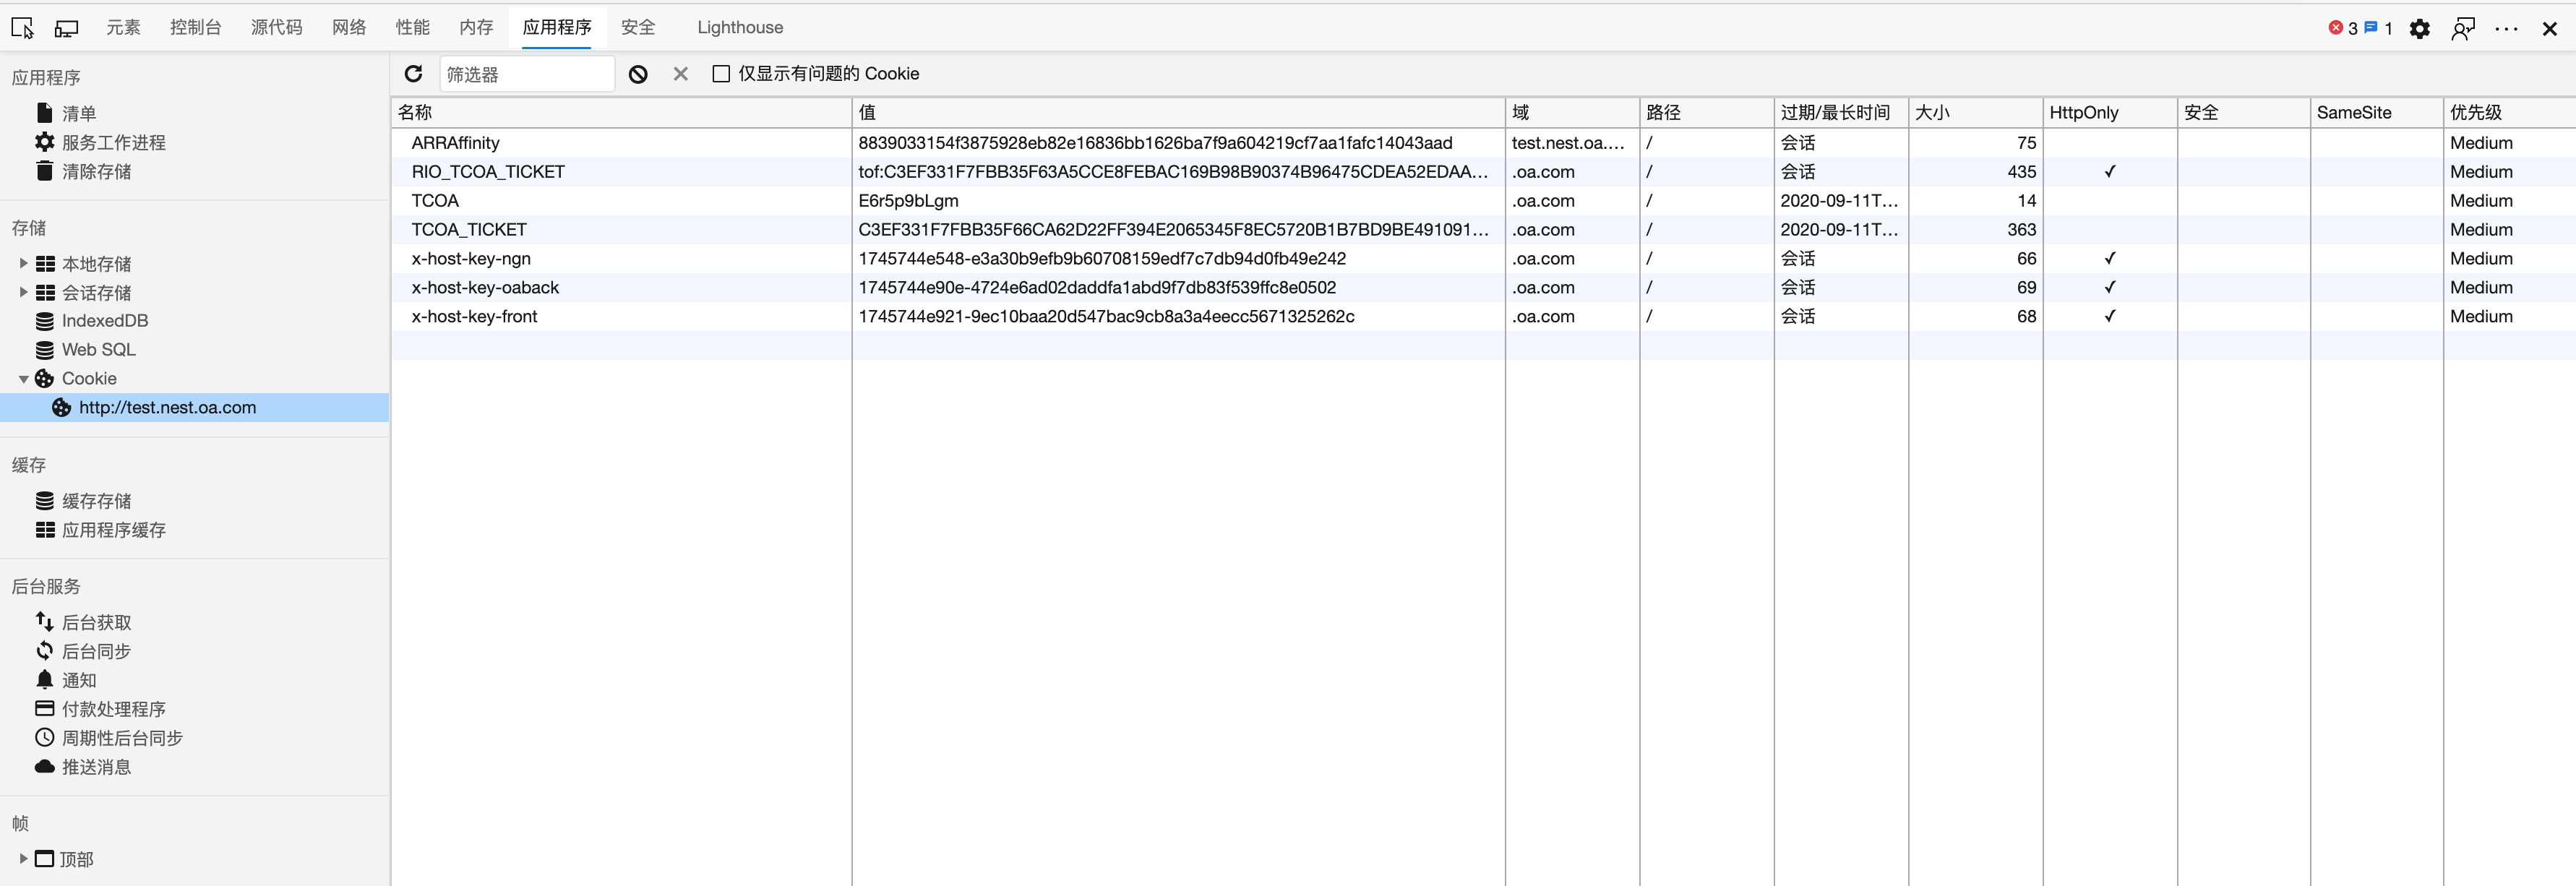 元素 控制台 源代码 网络 性能 内存 应用程序 安全 Lighthouse 3 1
应用程序
清单
服务工作进程
清除存储
存储
本地存储
会话存储
IndexedDB
Web SQL
Cookie
http://test.nest.oa.com
缓存
缓存存储
应用程序缓存
后台服务
后台获取
后台同步
通知
付款处理程序
周期性后台同步
推送消息
帧
顶部
筛选器 仅显示有问题的 Cookie
名称 值 域 路径 过期/最长时间 大小 HttpOnly 安全 SameSite 优先级
ARRAffinity 8839033154f3875928eb82e16836bb1626ba7f9a604219cf7aa1fafc14043aad test.nest.oa.... / 会话 75 Medium
RIO_TCOA_TICKET tof:C3EF331F7FBB35F63A5CCE8FEBAC169B98B90374B96475CDEA52EDAA... .oa.com / 会话 435 ✓ Medium
TCOA E6r5p9bLgm .oa.com / 2020-09-11T... 14 Medium
TCOA_TICKET C3EF331F7FBB35F66CA62D22FF394E2065345F8EC5720B1B7BD9BE491091... .oa.com / 2020-09-11T... 363 Medium
x-host-key-ngn 1745744e548-e3a30b9efb9b60708159edf7c7db94d0fb49e242 .oa.com / 会话 66 ✓ Medium
x-host-key-oaback 1745744e90e-4724e6ad02daddfa1abd9f7db83f539ffc8e0502 .oa.com / 会话 69 ✓ Medium
x-host-key-front 1745744e921-9ec10baa20d547bac9cb8a3a4eecc5671325262c .oa.com / 会话 68 ✓ Medium